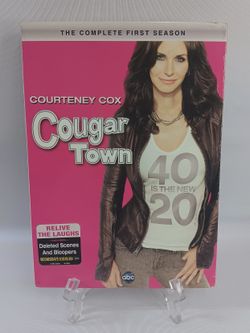 THE COMPLETE FIRST SEASON
COURTENEY COX
Cougar
Town
40
IS THE NEW
20
RELIVE
THE LAUGHS
Deleted Scenes
And Bloopers
abc